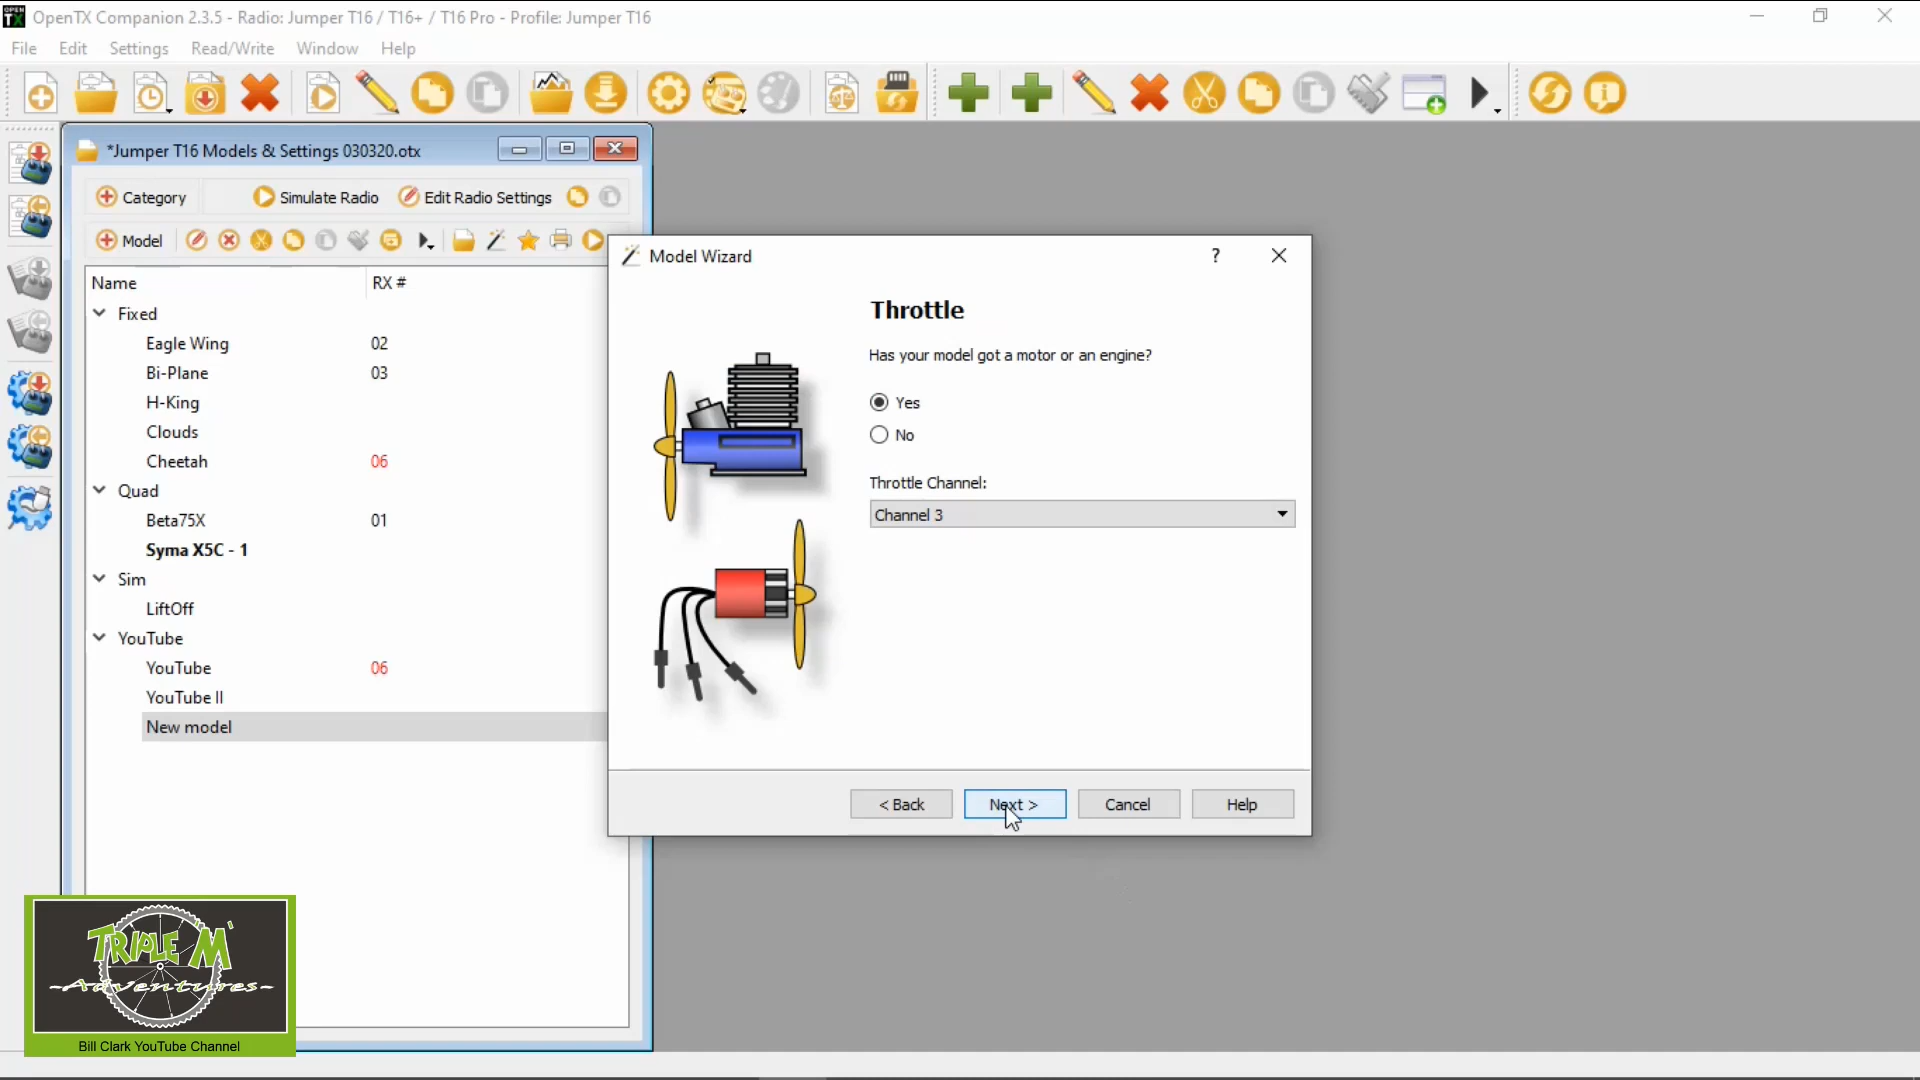 OpenTX Companion 2.3.5 - Radio: Jumper T16 / T16+ / T16 Pro - Profile: Jumper T16
File Edit Settings Read/Write Window Help
*Jumper T16 Models & Settings 030320.otx
Category Simulate Radio Edit Radio Settings
Model
Name RX #
Fixed
Eagle Wing 02
Bi-Plane 03
H-King
Clouds
Cheetah 06
Quad
Beta75X 01
Syma X5C - 1
Sim
LiftOff
YouTube
YouTube 06
YouTube II
New model
Model Wizard
?
Throttle
Has your model got a motor or an engine?
Yes
No
Throttle Channel:
Channel 3
< Back Next > Cancel Help
TRIPLE M
-Adventures-
Bill Clark YouTube Channel